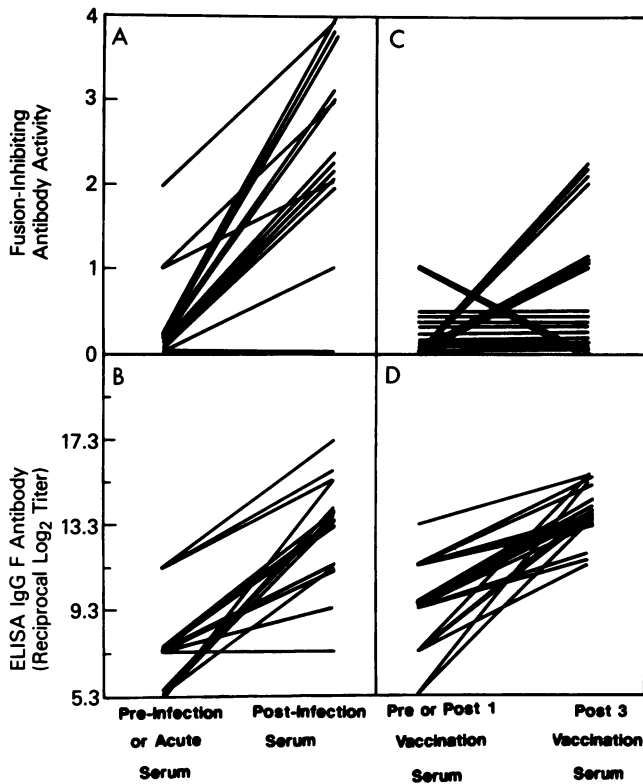 A
C
4
3
2
1
0
Fusion-Inhibiting
Antibody Activity
B
D
17.3
13.3
9.3
5.3
ELISA IgG F Antibody
(Reciprocal Log2 Titer)
Pre-Infection
or Acute
Serum
Post-Infection
Serum
Pre or Post 1
Vaccination
Serum
Post 3
Vaccination
Serum